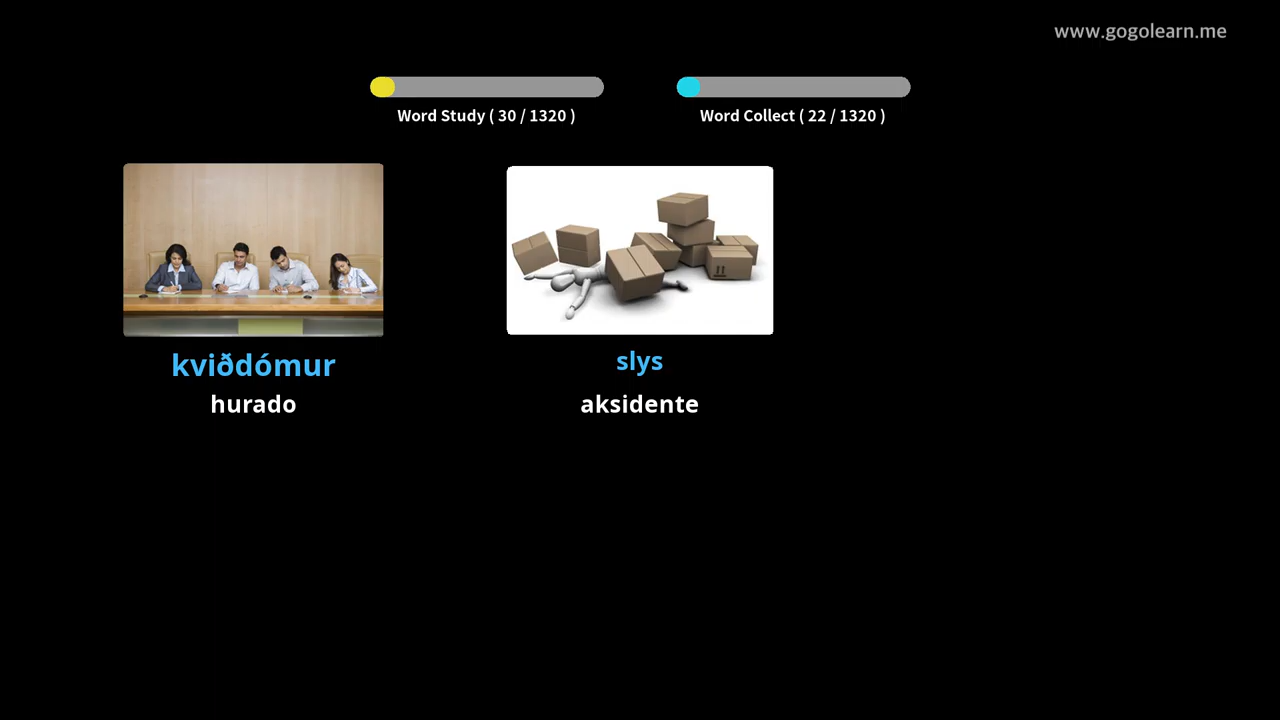 www.gogolearn.me
Word Study ( 30 / 1320 )
Word Collect ( 22 / 1320 )
kviðdómur
hurado
slys
aksidente